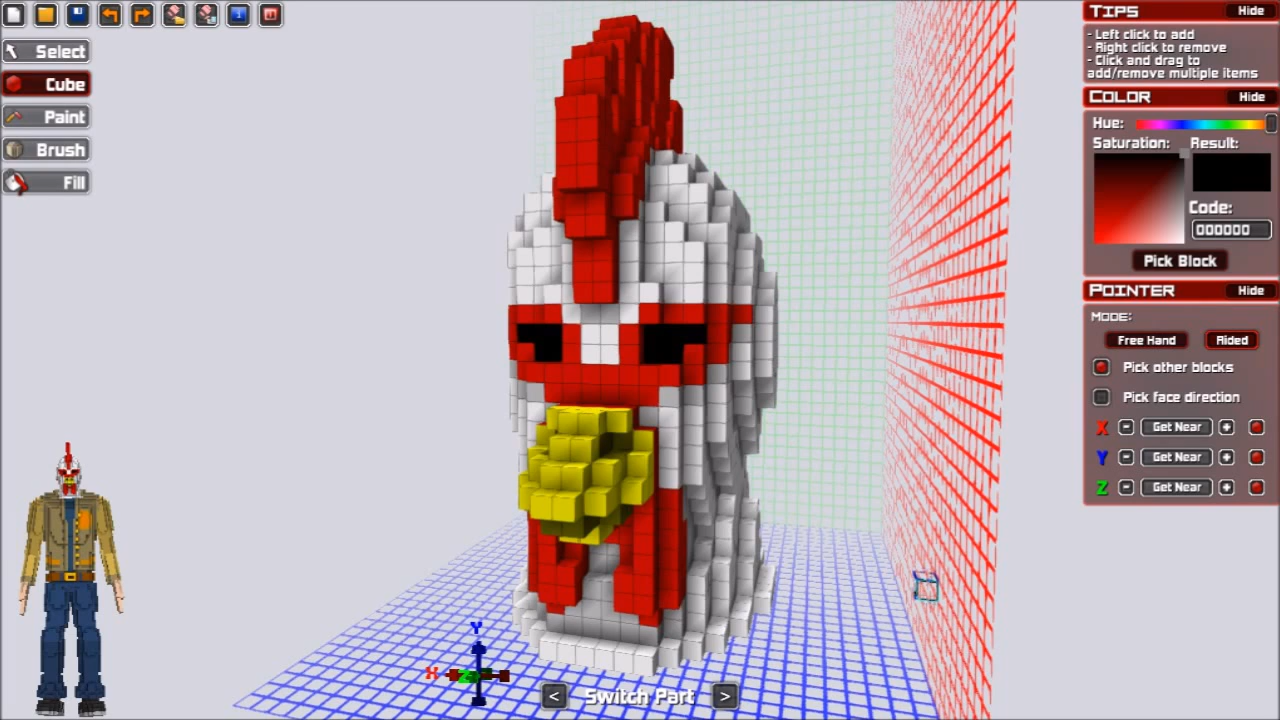 Select
Cube
Paint
Brush
Fill
TIPS Hide
- Left click to add
- Right click to remove
- Click and drag to
add/remove multiple items
COLOR Hide
Hue:
Saturation: Result:
Code:
000000
Pick Block
POINTER Hide
MODE:
Free Hand Aided
Pick other blocks
Pick face direction
X - Get Near +
Y - Get Near +
Z - Get Near +
Y
X Z
< Switch Part >